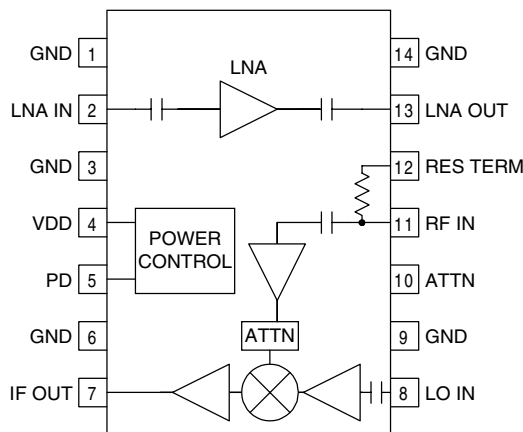 GND 1
LNA IN 2
GND 3
VDD 4
PD 5
GND 6
IF OUT 7
LNA
POWER
CONTROL
ATTN
14 GND
13 LNA OUT
12 RES TERM
11 RF IN
10 ATTN
9 GND
8 LO IN